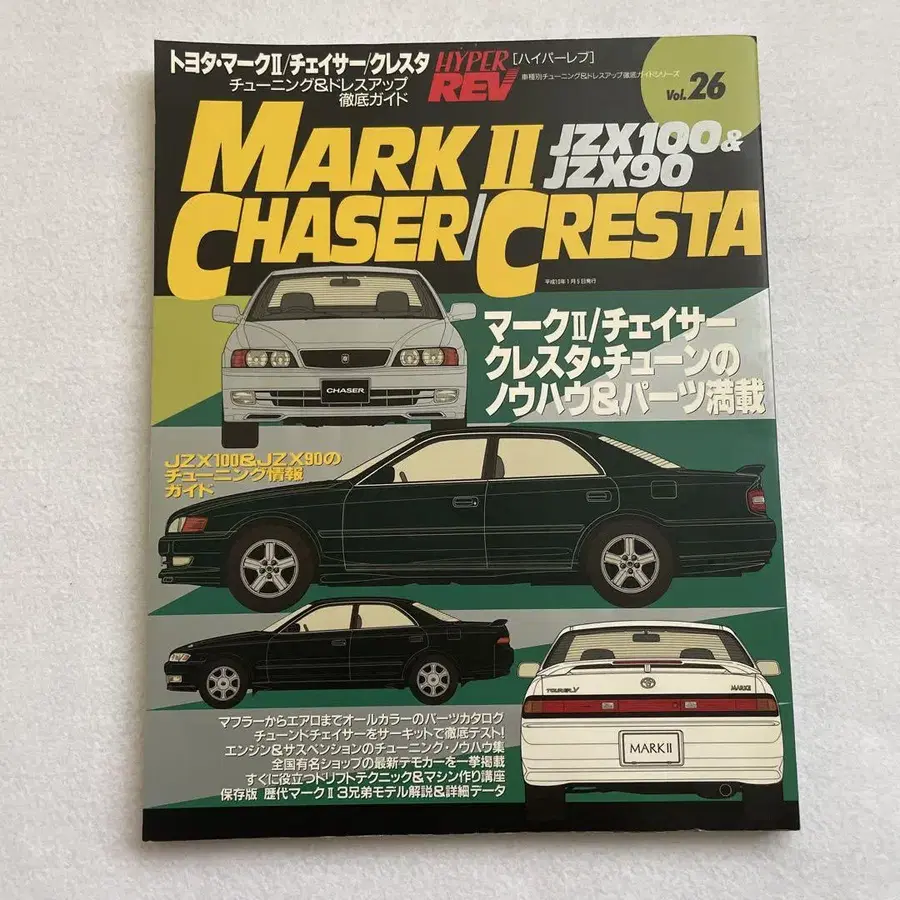 トヨタ・マークⅡ/チェイサー/クレスタ
チューニング&ドレスアップ
徹底ガイド
HYPER
REV
[ハイパーレブ]
車種別チューニング&ドレスアップ徹底ガイドシリーズ
Vol.26
MARK Ⅱ
JZX100&
JZX90
CHASER/CRESTA
平成10年1月5日発行
マークⅡ/チェイサー
クレスタ・チューンの
ノウハウ&パーツ満載
CHASER
JZX100&JZX90の
チューニング情報
ガイド
TOURER V
MARKⅡ
MARKⅡ
マフラーからエアロまでオールカラーのパーツカタログ
チューンドチェイサーをサーキットで徹底テスト!
エンジン&サスペンションのチューニング・ノウハウ集
全国有名ショップの最新デモカーを一挙掲載
すぐに役立つドリフトテクニック&マシン作り講座
保存版 歴代マークⅡ3兄弟モデル解説&詳細データ